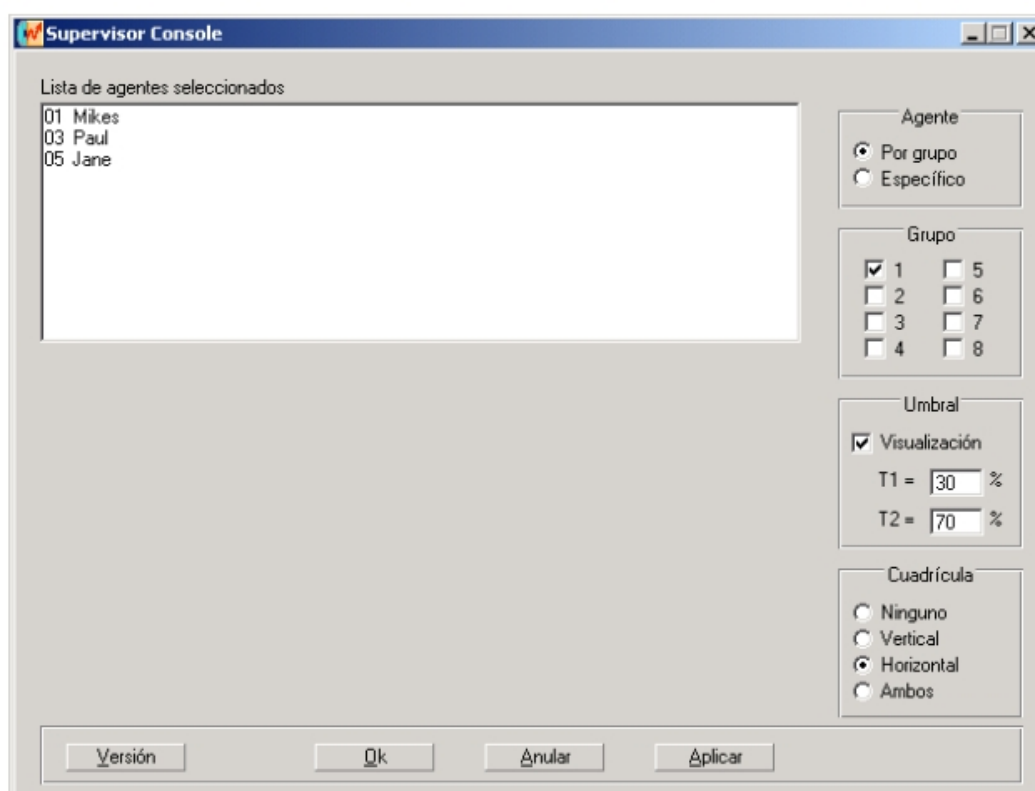 Supervisor Console
Lista de agentes seleccionados
01 Mikes
03 Paul
05 Jane
Agente
Por grupo
Específico
Grupo
1 5
2 6
3 7
4 8
Umbral
Visualización
T1 = 30 %
T2 = 70 %
Cuadrícula
Ninguno
Vertical
Horizontal
Ambos
Versión Ok Anular Aplicar